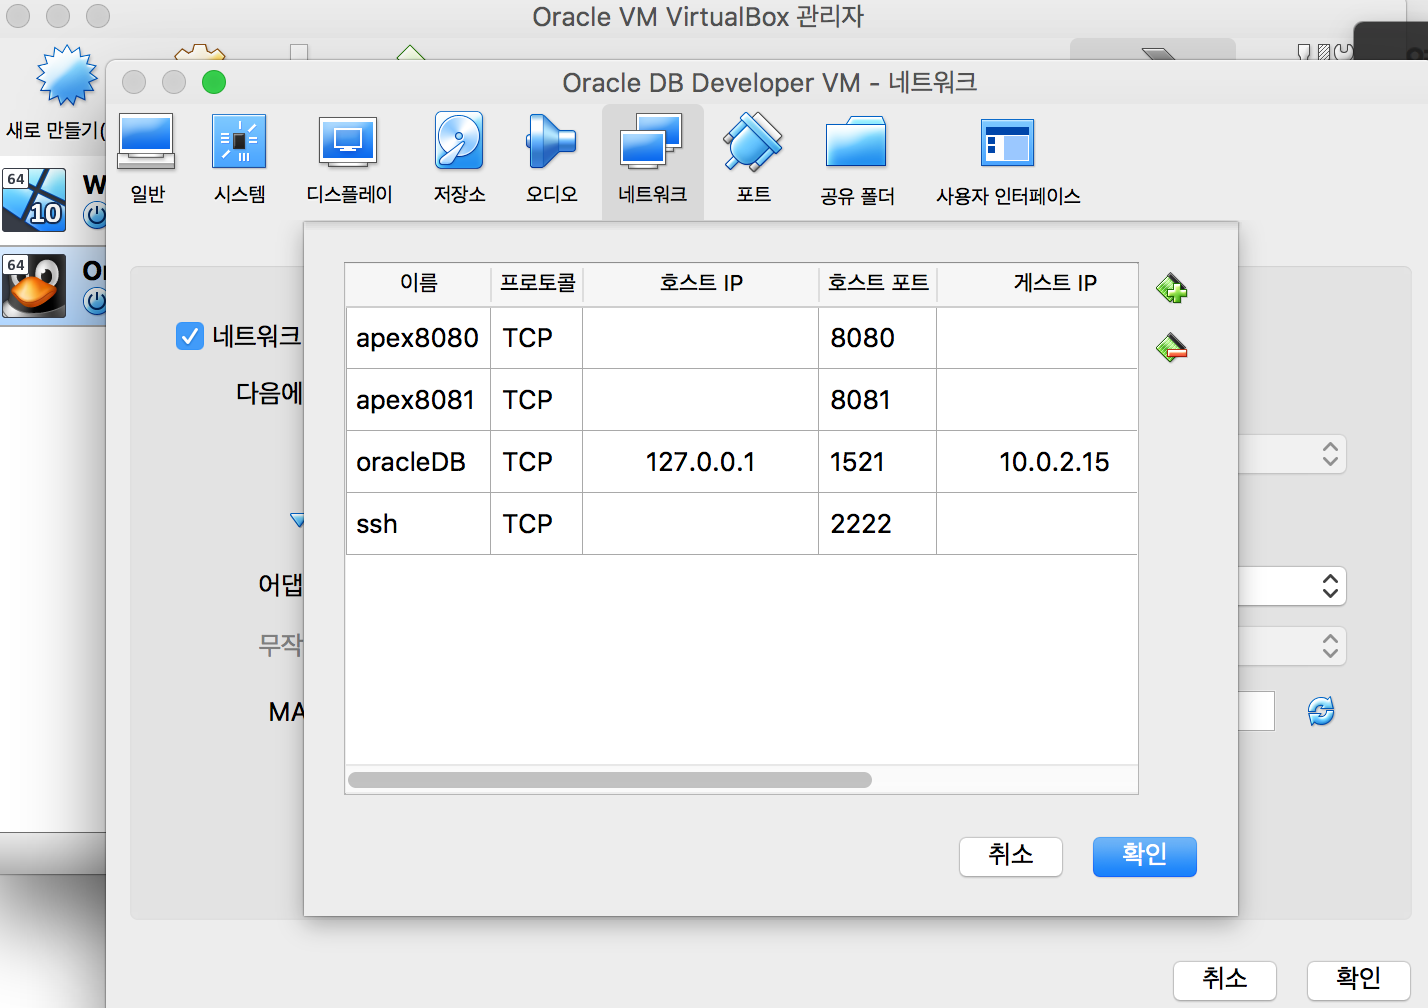 Oracle VM VirtualBox 관리자
새로 만들기(
64
10
W
64
Or
Oracle DB Developer VM - 네트워크
일반
시스템
디스플레이
저장소
오디오
네트워크
포트
공유 폴더
사용자 인터페이스
네트워크
다음에
어댑
무작
MA
이름 프로토콜 호스트 IP 호스트 포트 게스트 IP
apex8080 TCP 8080
apex8081 TCP 8081
oracleDB TCP 127.0.0.1 1521 10.0.2.15
ssh TCP 2222
취소 확인
취소 확인